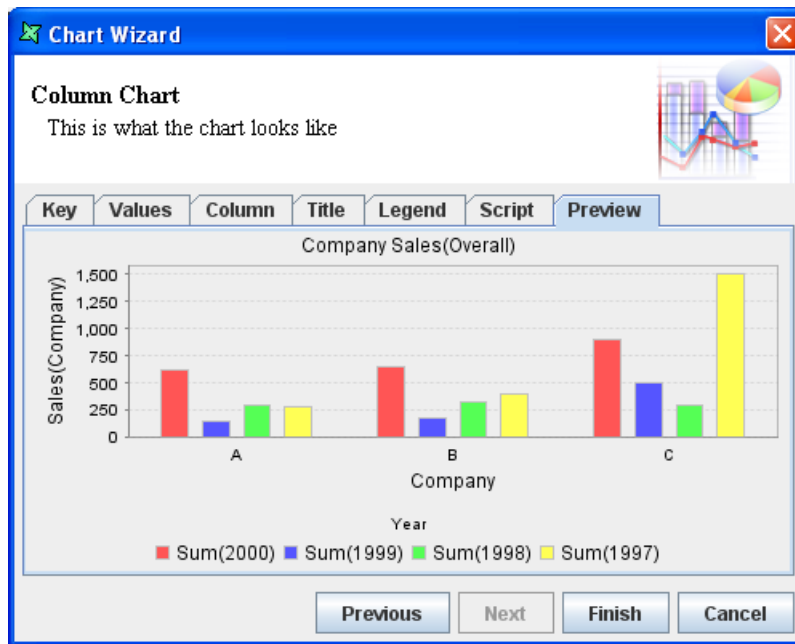 Chart Wizard
Column Chart
This is what the chart looks like
Key Values Column Title Legend Script Preview
Company Sales(Overall)
Sales(Company)
1,500
1,250
1,000
750
500
250
0
A B C
Company
Year
Sum(2000) Sum(1999) Sum(1998) Sum(1997)
Previous Next Finish Cancel